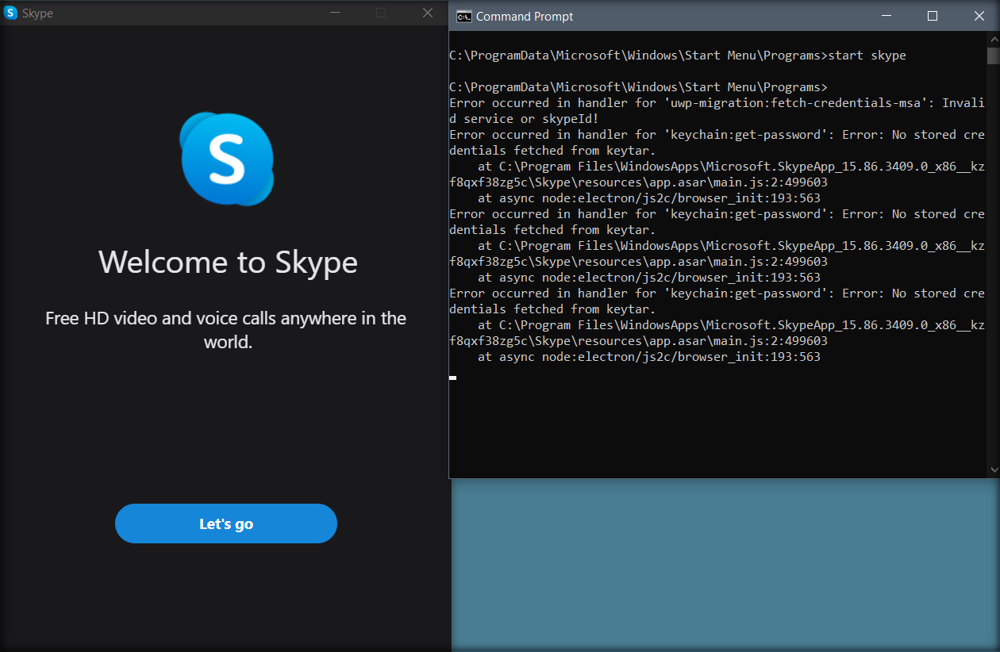 S Skype
S
Welcome to Skype
Free HD video and voice calls anywhere in the
world.
Let's go
C:\. Command Prompt
C:\ProgramData\Microsoft\Windows\Start Menu\Programs>start skype
C:\ProgramData\Microsoft\Windows\Start Menu\Programs>
Error occurred in handler for 'uwp-migration:fetch-credentials-msa': Invali
d service or skypeId!
Error occurred in handler for 'keychain:get-password': Error: No stored cre
dentials fetched from keytar.
    at C:\Program Files\WindowsApps\Microsoft.SkypeApp_15.86.3409.0_x86__kz
f8qxf38zg5c\Skype\resources\app.asar\main.js:2:499603
    at async node:electron/js2c/browser_init:193:563
Error occurred in handler for 'keychain:get-password': Error: No stored cre
dentials fetched from keytar.
    at C:\Program Files\WindowsApps\Microsoft.SkypeApp_15.86.3409.0_x86__kz
f8qxf38zg5c\Skype\resources\app.asar\main.js:2:499603
    at async node:electron/js2c/browser_init:193:563
Error occurred in handler for 'keychain:get-password': Error: No stored cre
dentials fetched from keytar.
    at C:\Program Files\WindowsApps\Microsoft.SkypeApp_15.86.3409.0_x86__kz
f8qxf38zg5c\Skype\resources\app.asar\main.js:2:499603
    at async node:electron/js2c/browser_init:193:563